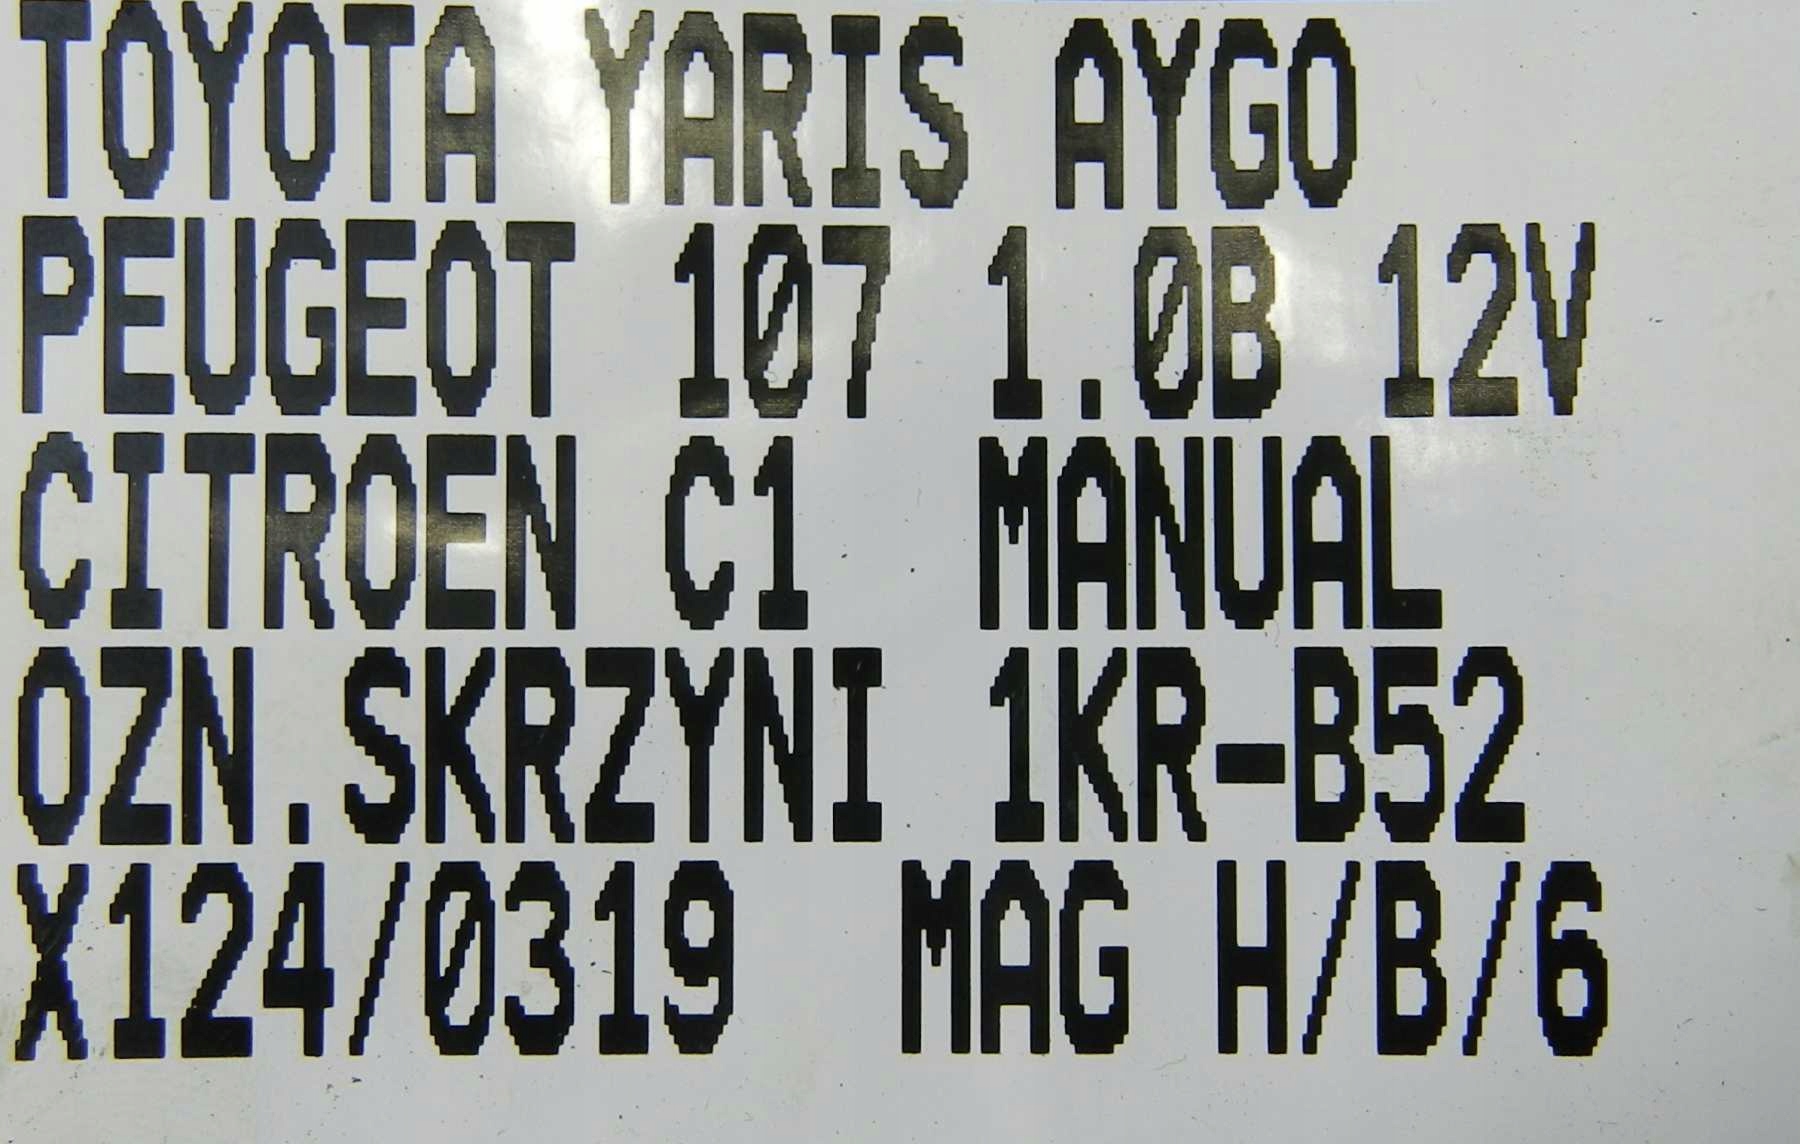 TOYOTA YARIS AYGO
PEUGEOT 107 1.0B 12V
CITROEN C1 MANUAL
OZN.SKRZYNI 1KR-B52
X124/0319 MAG H/B/6